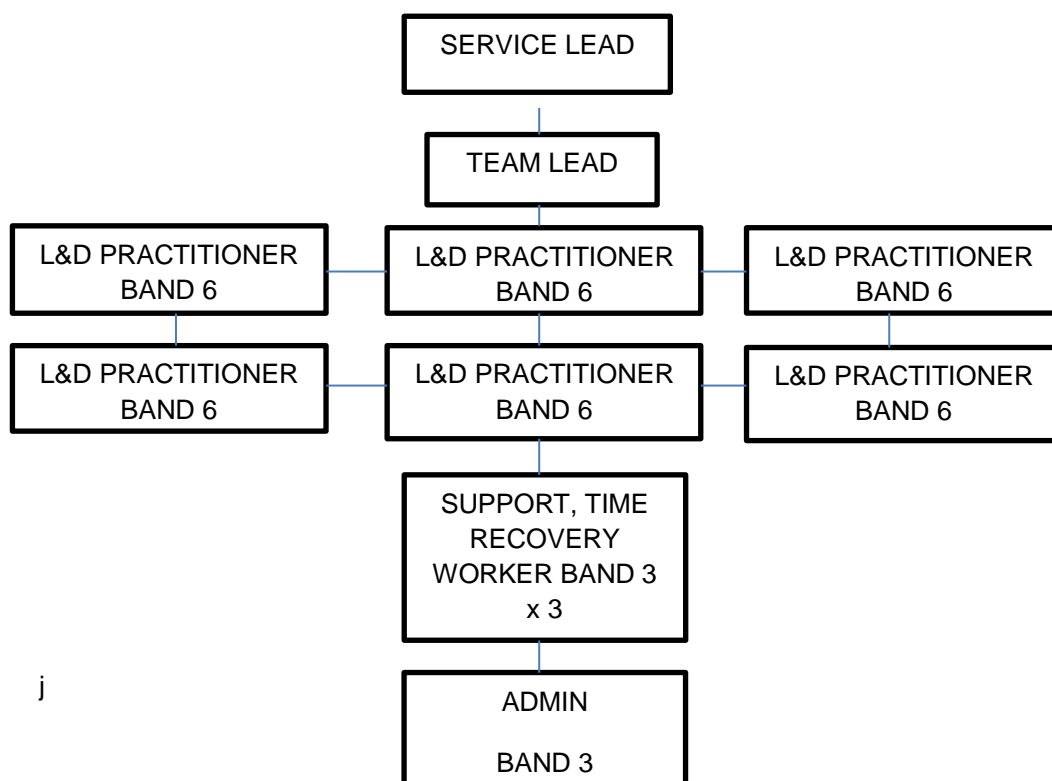 SERVICE LEAD
TEAM LEAD
L&D PRACTITIONER
BAND 6
L&D PRACTITIONER
BAND 6
L&D PRACTITIONER
BAND 6
L&D PRACTITIONER
BAND 6
L&D PRACTITIONER
BAND 6
L&D PRACTITIONER
BAND 6
SUPPORT, TIME
RECOVERY
WORKER BAND 3
x 3
j
ADMIN
BAND 3